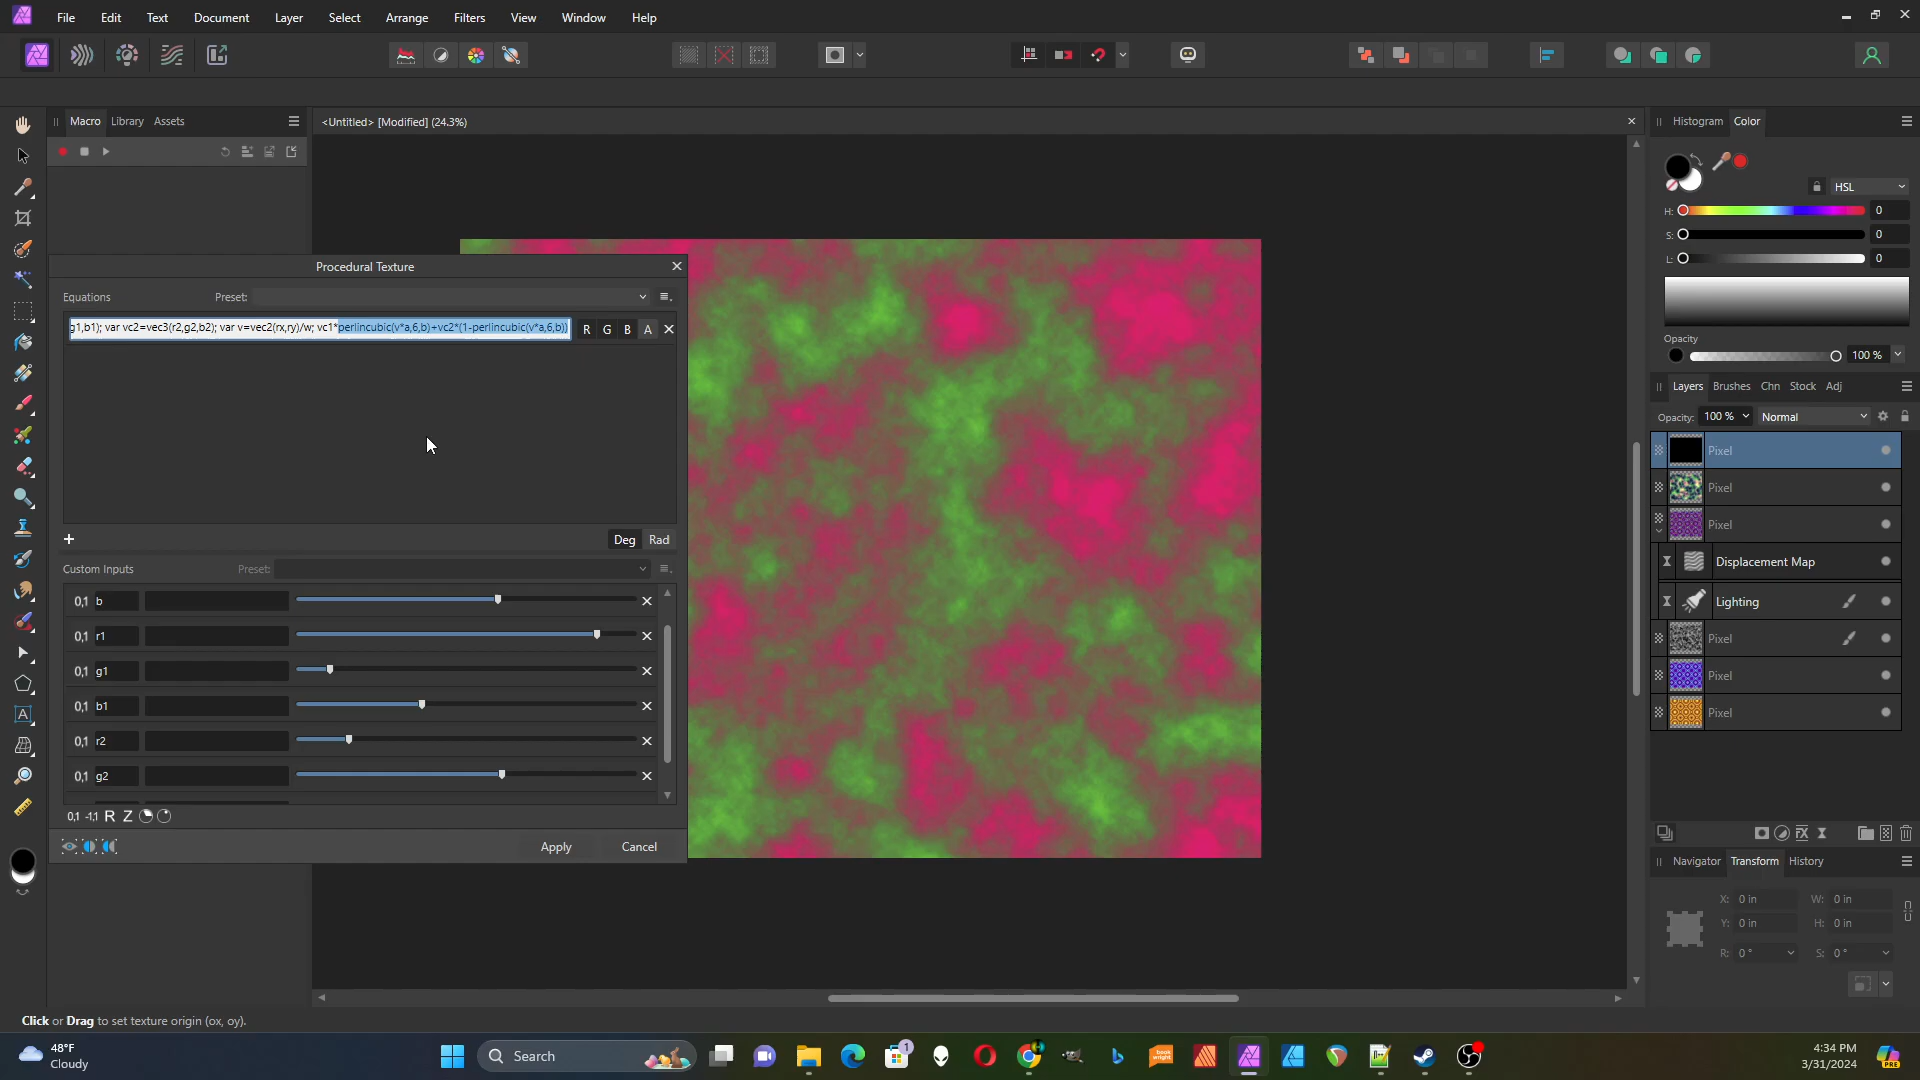 File Edit Text Document Layer Select Arrange Filters View Window Help
Macro Library Assets
<Untitled> [Modified] (24.3%)
Histogram Color
HSL
H: 0
S: 0
L: 0
Opacity
100 %
Procedural Texture
Equations Preset:
g1,b1); var vc2=vec3(r2,g2,b2); var v=vec2(rx,ry)/w; vc1*perlincubic(v*a,6,b)+vc2*(1-perlincubic(v*a,6,b))
R G B A
Deg Rad
Custom Inputs Preset:
0,1 b
0,1 r1
0,1 g1
0,1 b1
0,1 r2
0,1 g2
0,1 -1,1 R Z
Apply Cancel
Layers Brushes Chn Stock Adj
Opacity: 100 % Normal
Pixel
Pixel
Pixel
Displacement Map
Lighting
Pixel
Pixel
Pixel
Navigator Transform History
X: 0 in W: 0 in
Y: 0 in H: 0 in
R: 0 ° S: 0 °
Click or Drag to set texture origin (ox, oy).
48°F
Cloudy
Search
1
4:34 PM
3/31/2024